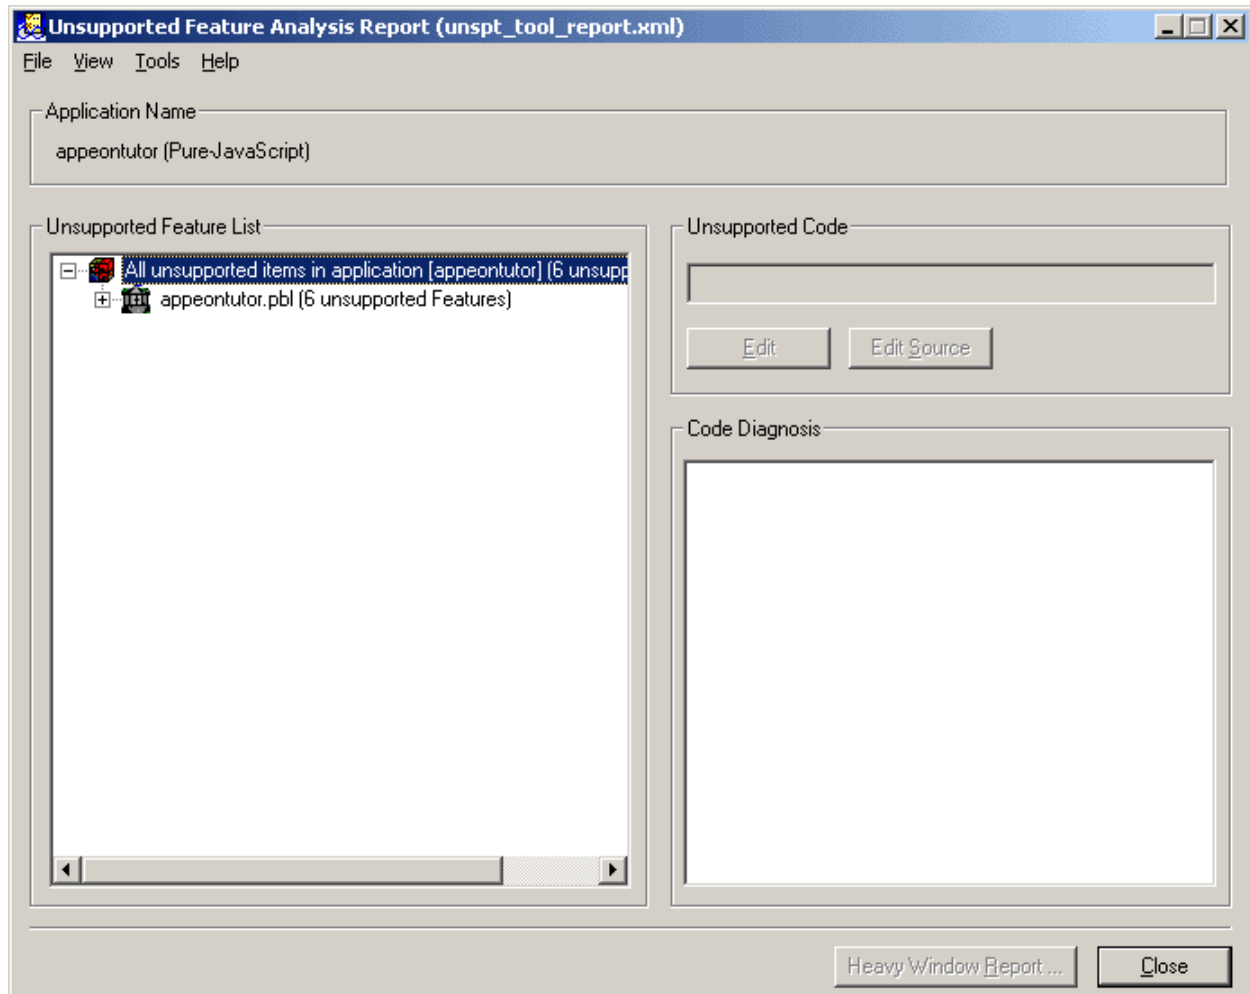 Unsupported Feature Analysis Report (unspt_tool_report.xml)
File View Tools Help
Application Name
appeontutor (Pure-JavaScript)
Unsupported Feature List
All unsupported items in application [appeontutor] (6 unsupp
appeontutor.pbl (6 unsupported Features)
Unsupported Code
Edit Edit Source
Code Diagnosis
Heavy Window Report ... Close